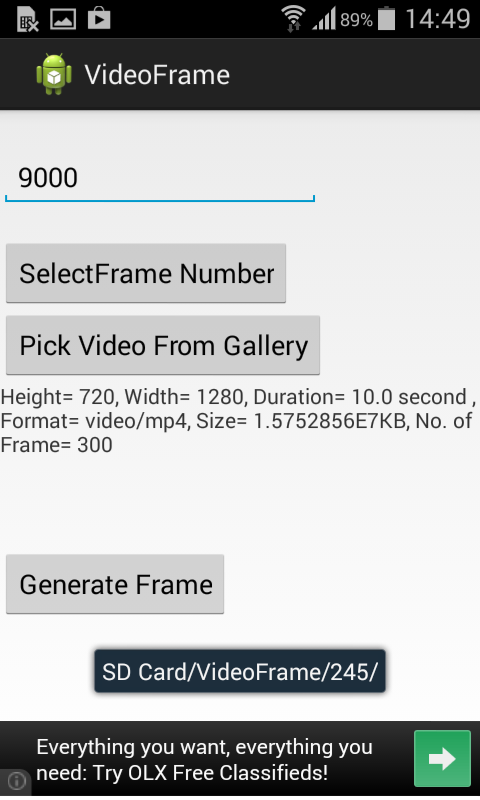 89% 14:49
VideoFrame
9000
SelectFrame Number
Pick Video From Gallery
Height= 720, Width= 1280, Duration= 10.0 second ,
Format= video/mp4, Size= 1.5752856E7KB, No. of
Frame= 300
Generate Frame
SD Card/VideoFrame/245/
Everything you want, everything you
need: Try OLX Free Classifieds!